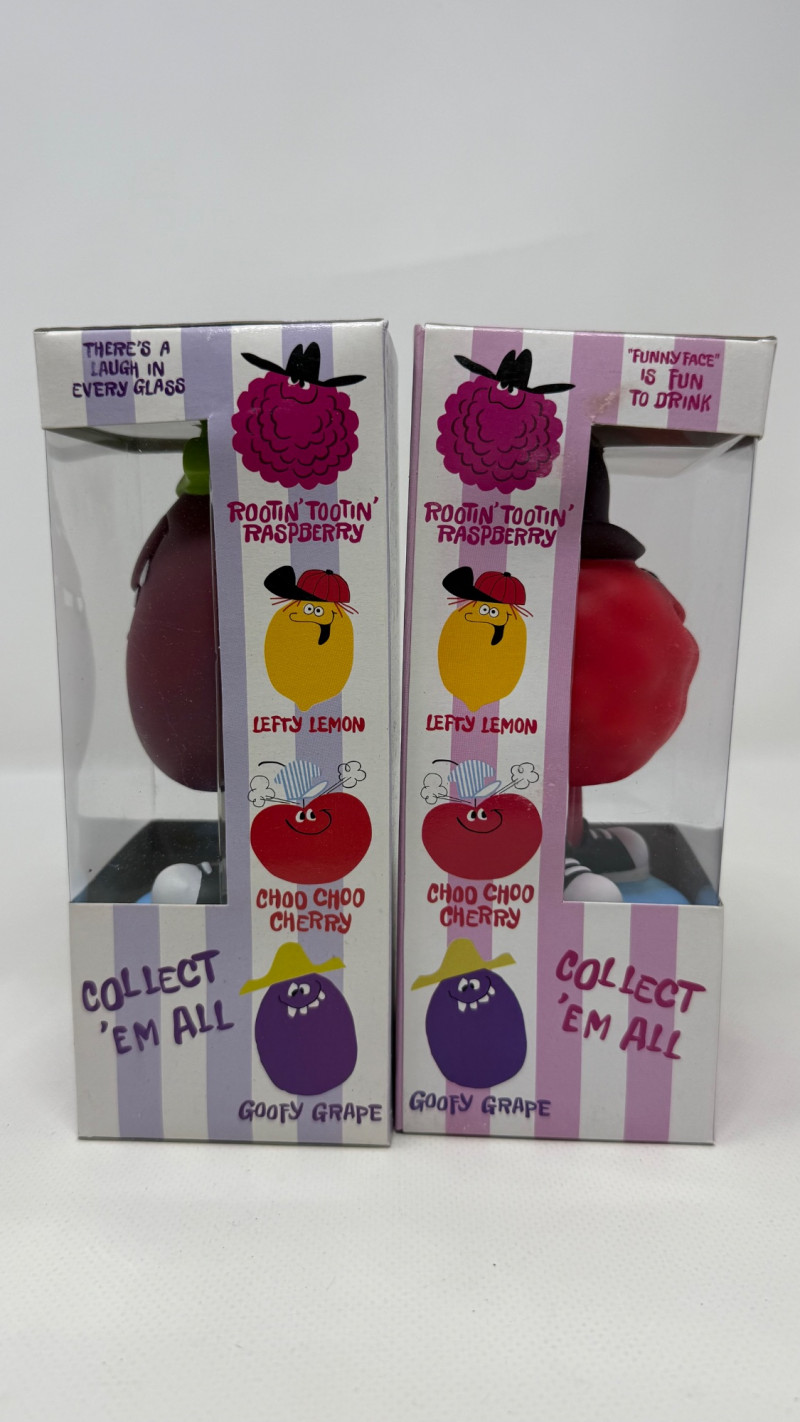 THERE'S A
LAUGH IN
EVERY GLASS
ROOTIN' TOOTIN'
RASPBERRY
LEFTY LEMON
CHOO CHOO
CHERRY
COLLECT
'EM ALL
GOOFY GRAPE
"FUNNY FACE"
IS FUN
TO DRINK
ROOTIN' TOOTIN'
RASPBERRY
LEFTY LEMON
CHOO CHOO
CHERRY
COLLECT
'EM ALL
GOOFY GRAPE